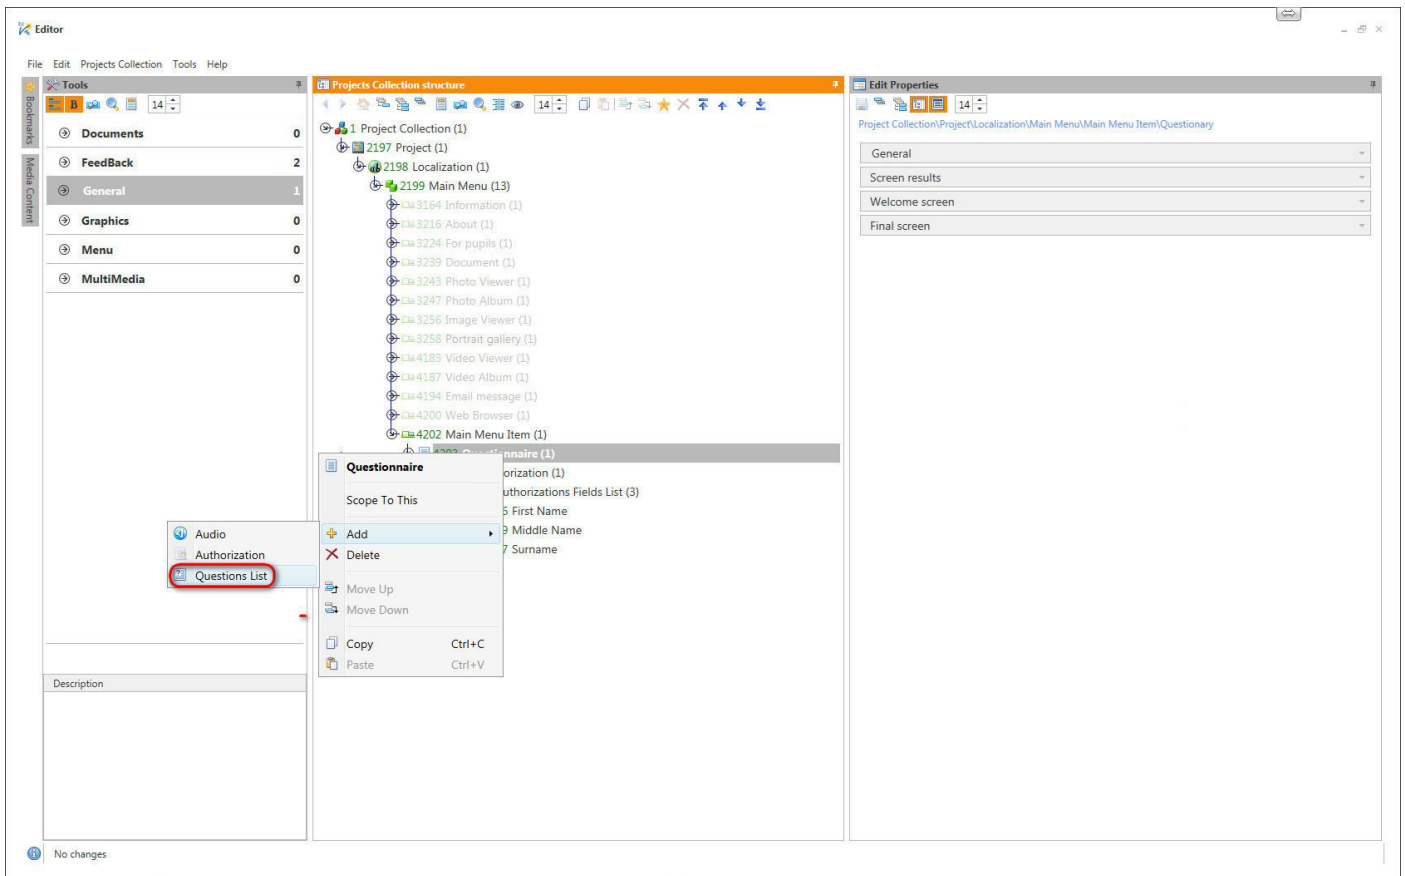 Editor
File Edit Projects Collection Tools Help
Bookmarks
Media Content
Tools
B 14
Documents 0
FeedBack 2
General 1
Graphics 0
Menu 0
MultiMedia 0
Description
Projects Collection structure
14
1 Project Collection (1)
2197 Project (1)
2198 Localization (1)
2199 Main Menu (13)
3164 Information (1)
3216 About (1)
3224 For pupils (1)
3239 Document (1)
3243 Photo Viewer (1)
3247 Photo Album (1)
3256 Image Viewer (1)
3258 Portrait gallery (1)
4183 Video Viewer (1)
4187 Video Album (1)
4194 Email message (1)
4200 Web Browser (1)
4202 Main Menu Item (1)
nnaire (1)
orization (1)
uthorizations Fields List (3)
First Name
9 Middle Name
7 Surname
Questionnaire
Scope To This
Add
Delete
Move Up
Move Down
Copy Ctrl+C
Paste Ctrl+V
Audio
Authorization
Questions List
Edit Properties
14
Project Collection\Project\Localization\Main Menu\Main Menu Item\Questionary
General
Screen results
Welcome screen
Final screen
No changes